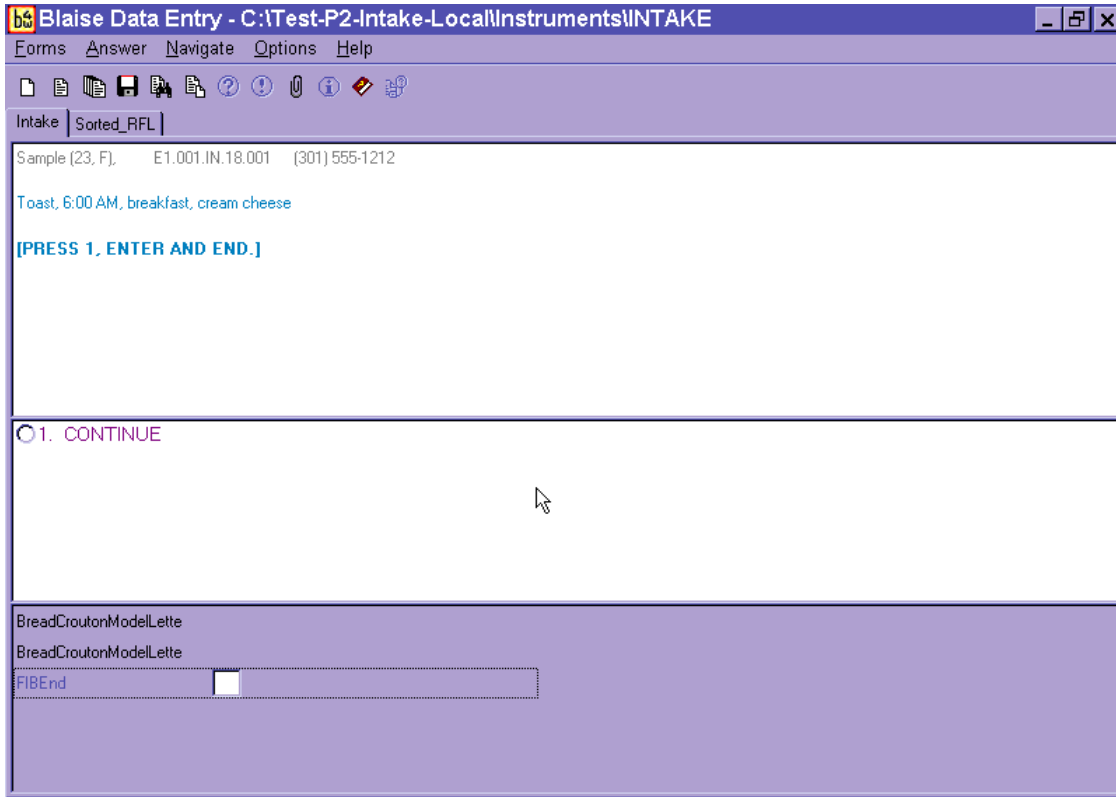 Blaise Data Entry - C:\Test-P2-Intake-Local\Instruments\INTAKE
Forms Answer Navigate Options Help
Intake Sorted_RFL
Sample (23, F), E1.001.IN.18.001 (301) 555-1212
Toast, 6:00 AM, breakfast, cream cheese
[PRESS 1, ENTER AND END.]
1. CONTINUE
BreadCroutonModelLette
BreadCroutonModelLette
FIBEnd